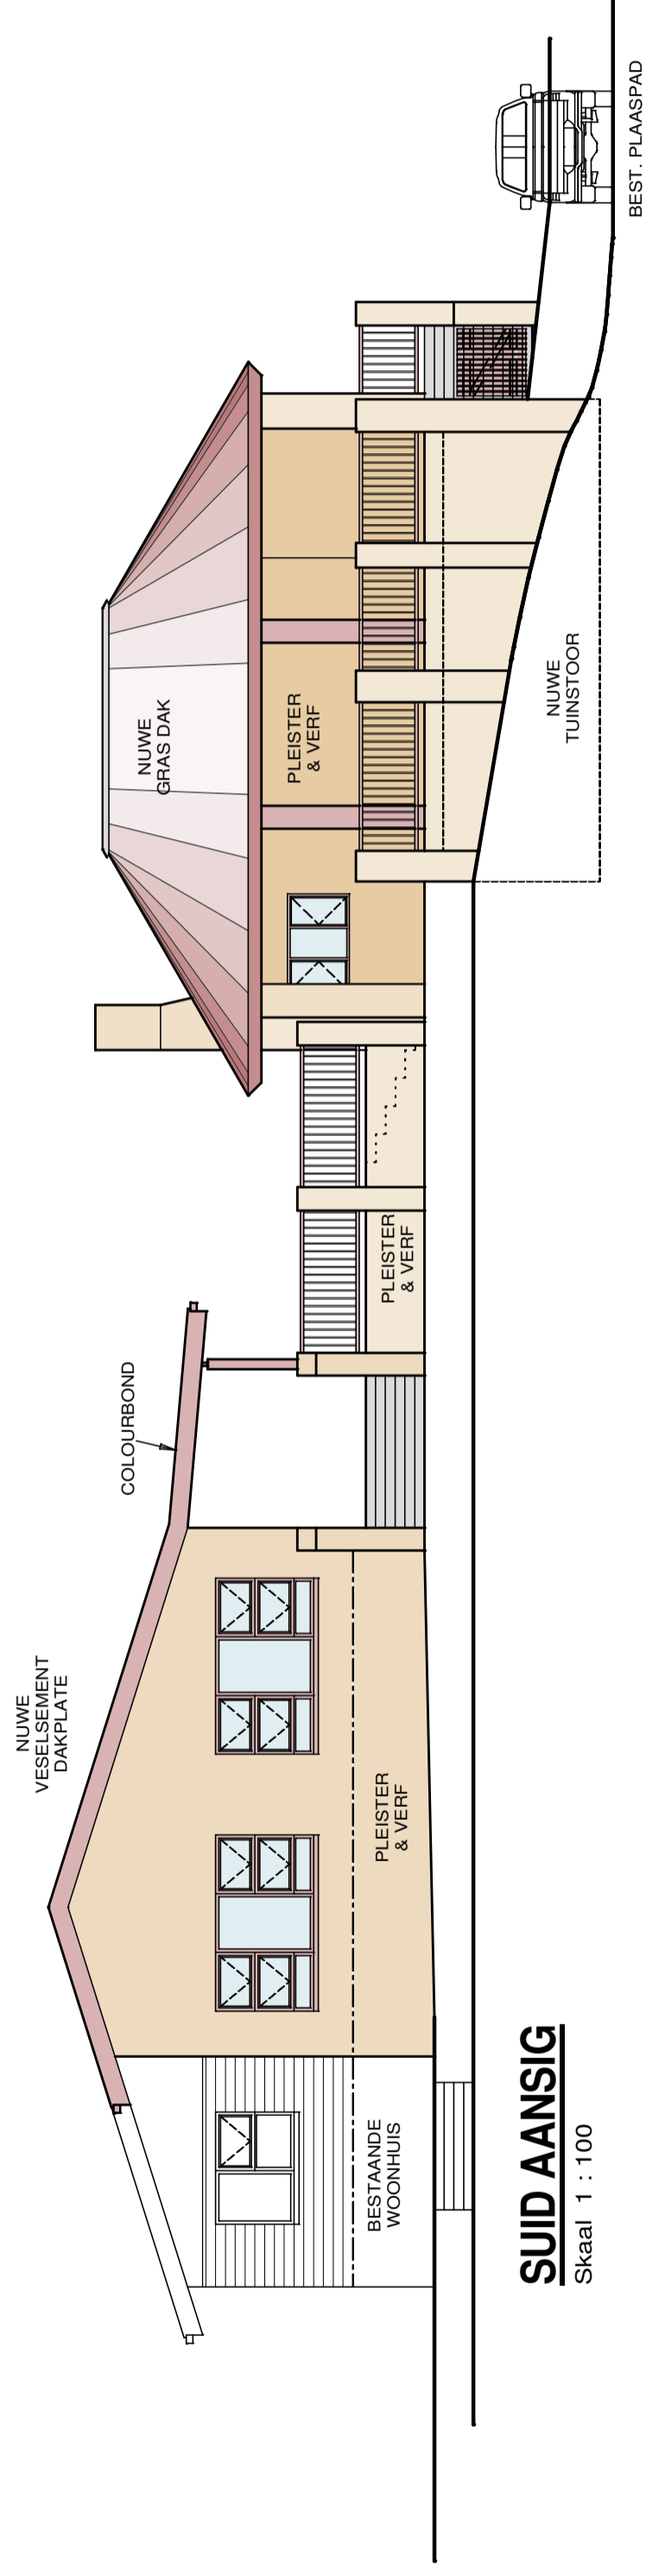 NUWE
VESELSEMENT
DAKPLATE
COLOURBOND
NUWE
GRAS DAK
PLEISTER
& VERF
BESTAANDE
WOONHUIS
PLEISTER
& VERF
PLEISTER
& VERF
NUWE
TUINSTOOR
BEST. PLAASPAD
SUID AANSIG
Skaal 1 : 100